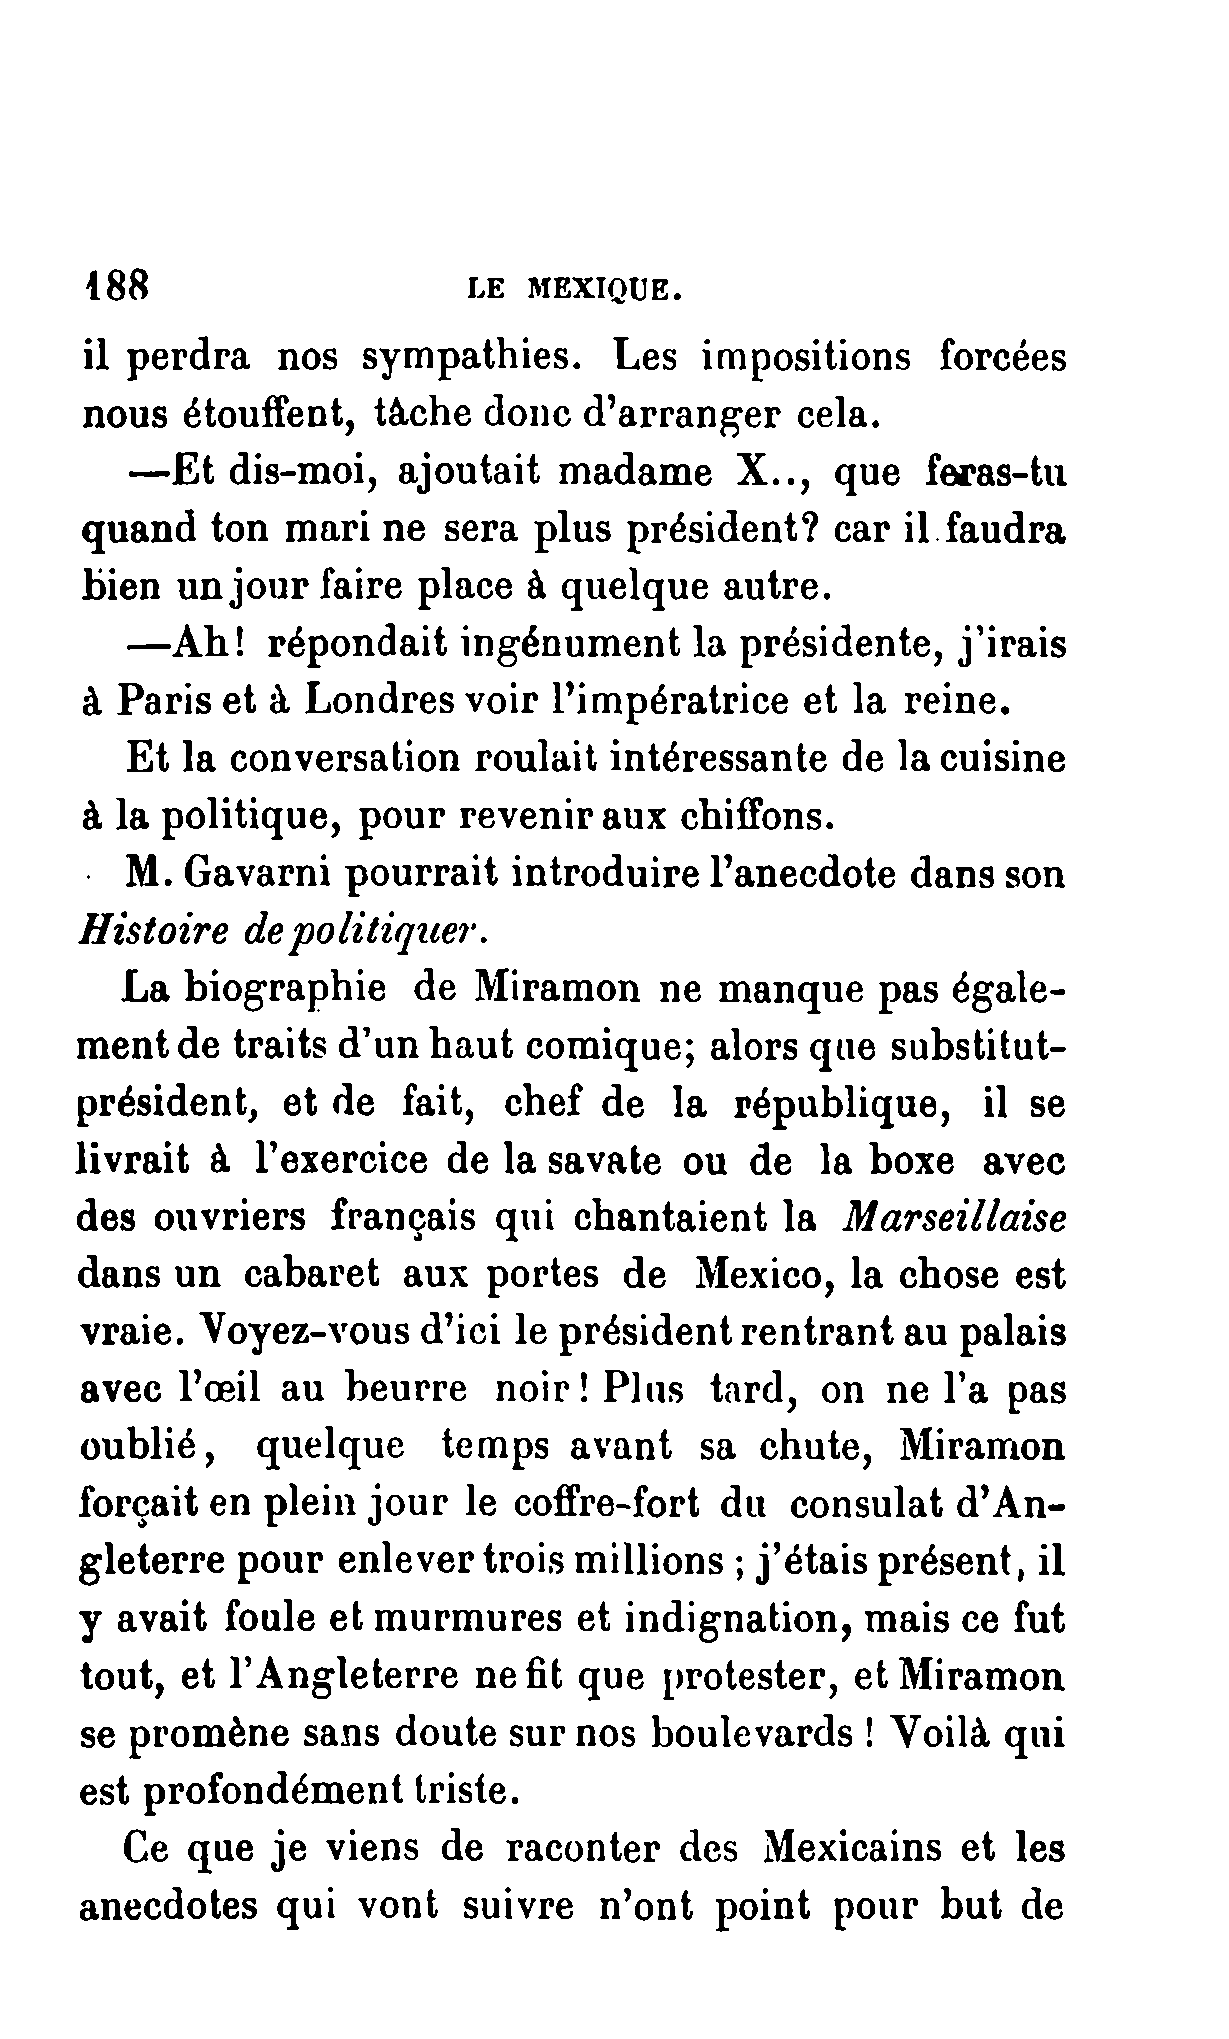 188 LE MEXIQUE.
il perdra nos sympathies. Les impositions forcées
nous étouffent, tâche donc d'arranger cela.
—Et dis-moi, ajoutait madame X.., que feras-tu
quand ton mari ne sera plus président? car il faudra
bien un jour faire place à quelque autre.
—Ah! répondait ingénument la présidente, j'irais
à Paris et à Londres voir l'impératrice et la reine.
Et la conversation roulait intéressante de la cuisine
à la politique, pour revenir aux chiffons.
M. Gavarni pourrait introduire l'anecdote dans son
Histoire de politiquer.
La biographie de Miramon ne manque pas égale-
ment de traits d'un haut comique; alors que substitut-
président, et de fait, chef de la république, il se
livrait à l'exercice de la savate ou de la boxe avec
des ouvriers français qui chantaient la Marseillaise
dans un cabaret aux portes de Mexico, la chose est
vraie. Voyez-vous d'ici le président rentrant au palais
avec l'œil au beurre noir! Plus tard, on ne l'a pas
oublié, quelque temps avant sa chute, Miramon
forçait en plein jour le coffre-fort du consulat d'An-
gleterre pour enlever trois millions ; j'étais présent, il
y avait foule et murmures et indignation, mais ce fut
tout, et l'Angleterre ne fit que protester, et Miramon
se promène sans doute sur nos boulevards ! Voilà qui
est profondément triste.
Ce que je viens de raconter des Mexicains et les
anecdotes qui vont suivre n'ont point pour but de